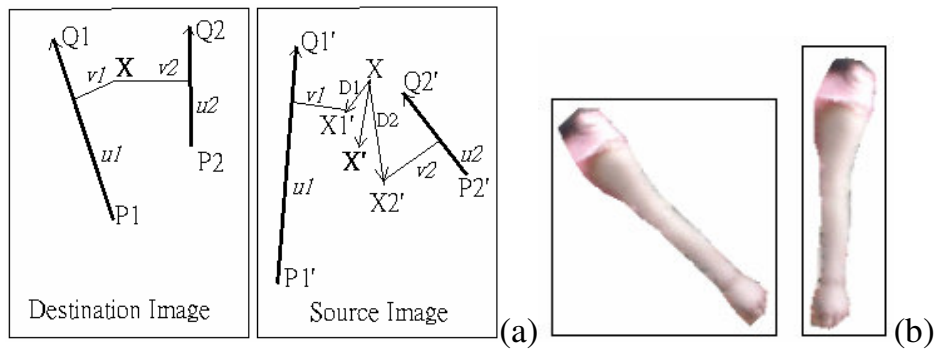 Q1
Q2
v1
X
v2
u2
u1
P2
P1
Destination Image
Q1'
X
Q2'
v1
D1
X1'
D2
X'
v2
u2
u1
X2'
P2'
P1'
Source Image
(a)
(b)